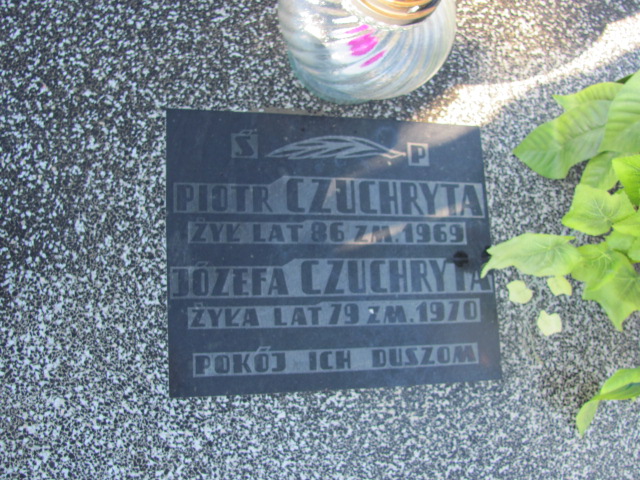 Ś P
PIOTR CZUCHRYTA
ŻYŁ LAT 86 ZM. 1969
JÓZEFA CZUCHRYTA
ŻYŁA LAT 79 ZM. 1970
POKÓJ ICH DUSZOM